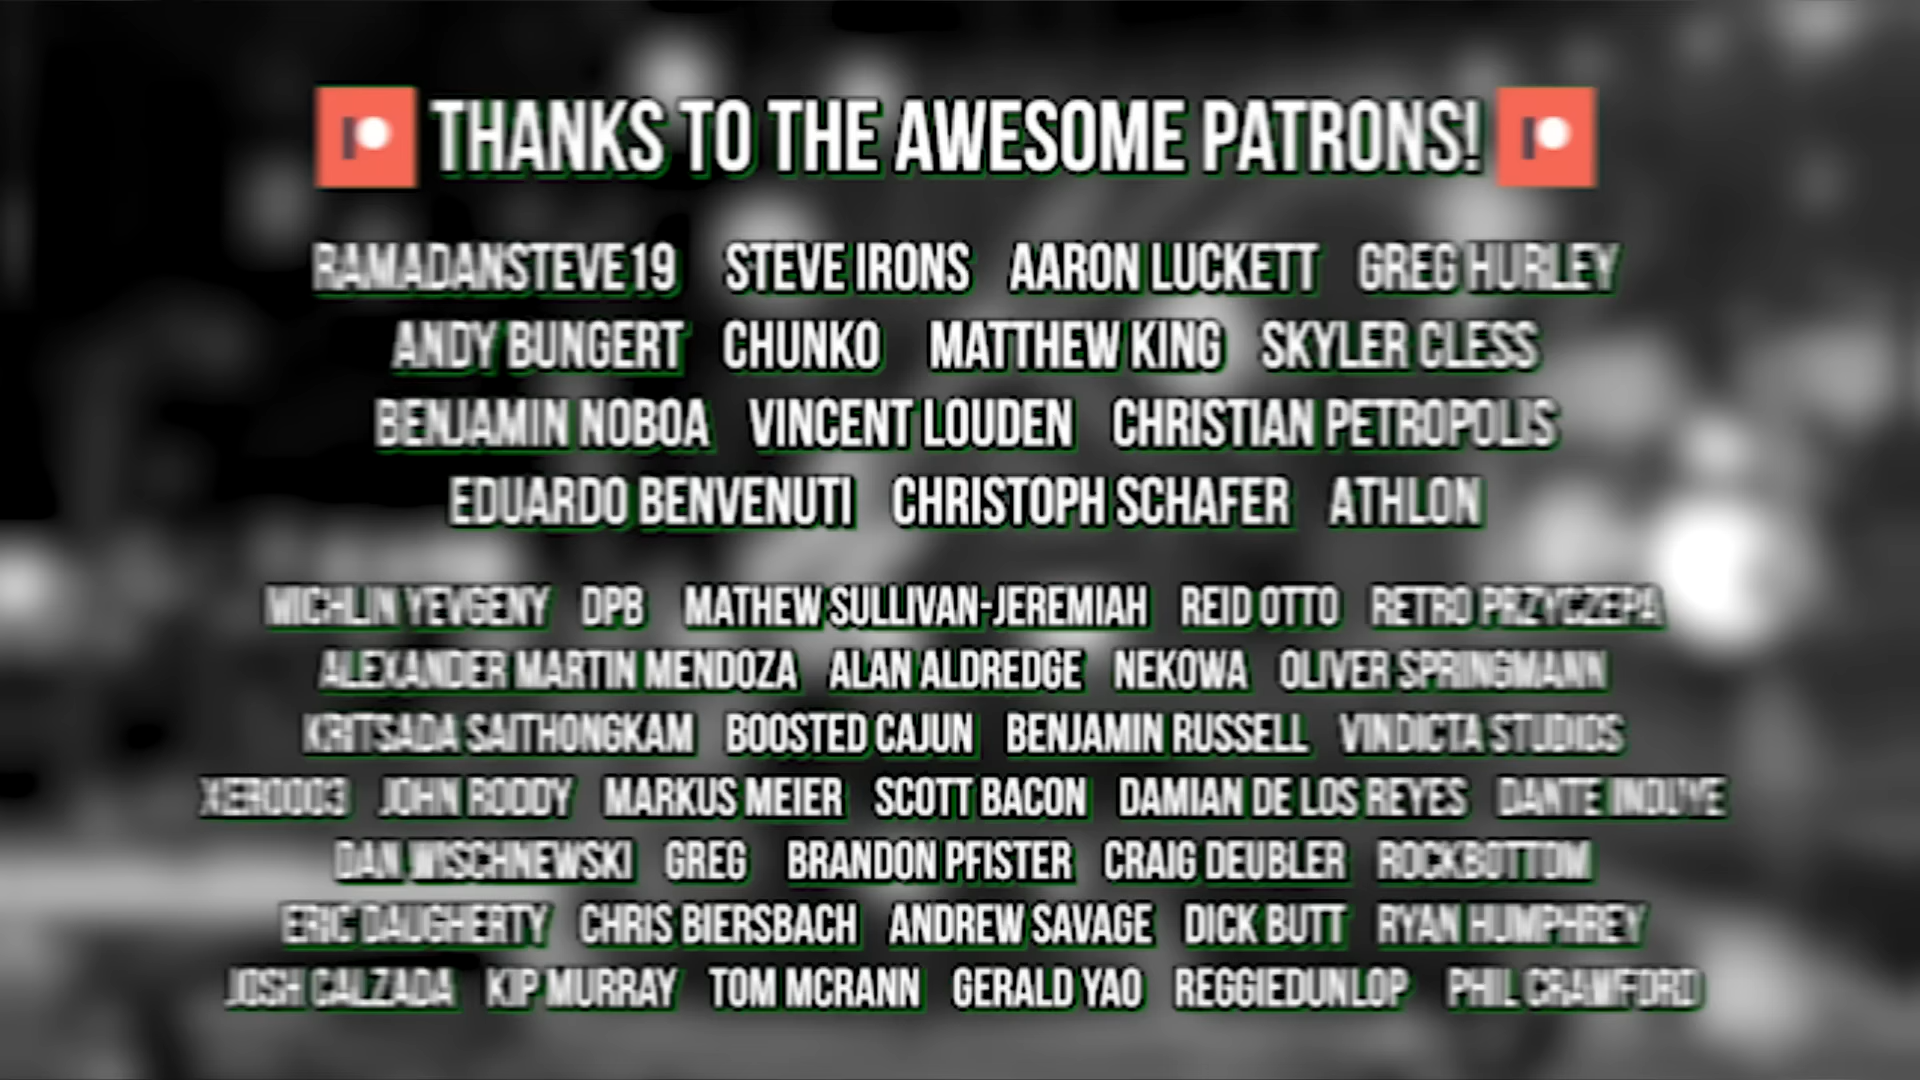 THANKS TO THE AWESOME PATRONS!
RAMADANSTEVE19 STEVE IRONS AARON LUCKETT GREG HURLEY
ANDY BUNGERT CHUNKO MATTHEW KING SKYLER CLESS
BENJAMIN NOBOA VINCENT LOUDEN CHRISTIAN PETROPOLIS
EDUARDO BENVENUTI CHRISTOPH SCHAFER ATHLON
MICHLIN YEVGENY DPB MATHEW SULLIVAN-JEREMIAH REID OTTO RETRO PRZYCZEPA
ALEXANDER MARTIN MENDOZA ALAN ALDREDGE NEKOWA OLIVER SPRINGMANN
KRITSADA SAITHONGKAM BOOSTED CAJUN BENJAMIN RUSSELL VINDICTA STUDIOS
XER0003 JOHN RODDY MARKUS MEIER SCOTT BACON DAMIAN DE LOS REYES DANTE INOUYE
DAN WISCHNEWSKI GREG BRANDON PFISTER CRAIG DEUBLER ROCKBOTTOM
ERIC DAUGHERTY CHRIS BIERSBACH ANDREW SAVAGE DICK BUTT RYAN HUMPHREY
JOSH CALZADA KIP MURRAY TOM MCRANN GERALD YAO REGGIEDUNLOP PHIL CRAWFORD